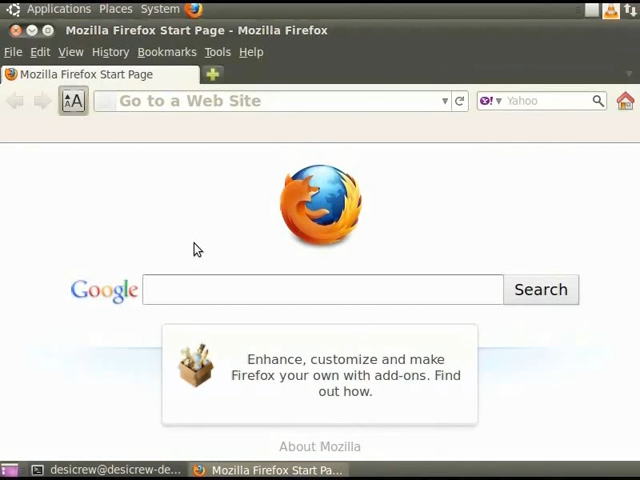 Applications Places System
Mozilla Firefox Start Page - Mozilla Firefox
File Edit View History Bookmarks Tools Help
Mozilla Firefox Start Page
AAA Go to a Web Site Y! Yahoo
Google Search
Enhance, customize and make
Firefox your own with add-ons. Find
out how.
About Mozilla
desicrew@desicrew-de... Mozilla Firefox Start Pa...